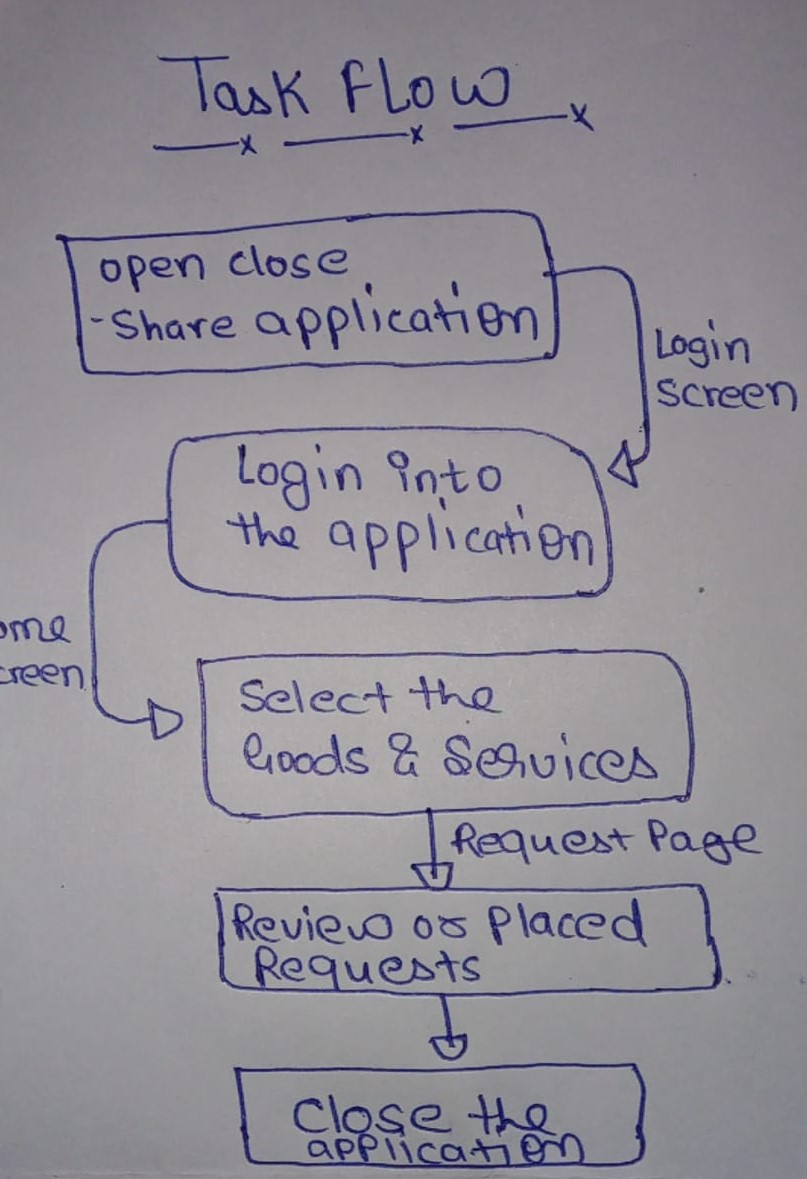 Task Flow
open close
-Share application
Login
screen
Login into
the application
ome
creen
Select the
Goods & Services
Request Page
Review or Placed
Requests
Close the
application